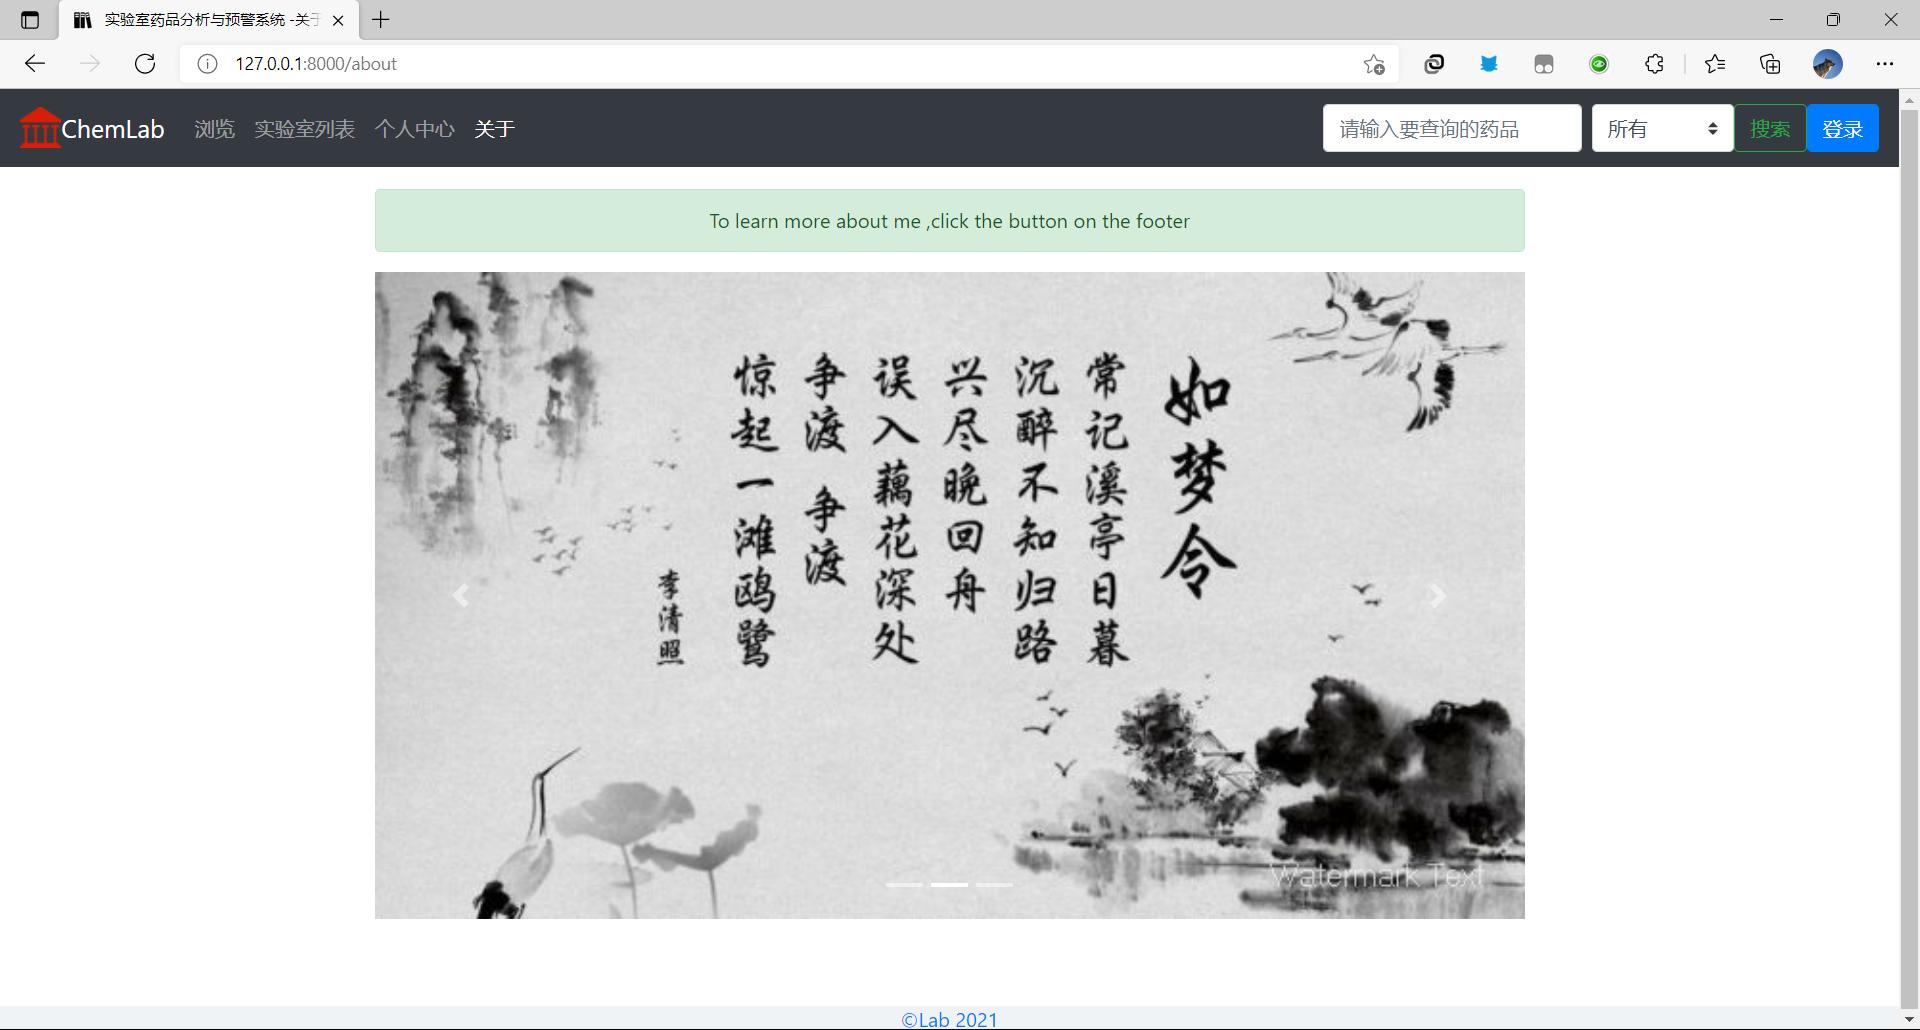 实验室药品分析与预警系统 -关于
127.0.0.1:8000/about
ChemLab
浏览
实验室列表
个人中心
关于
请输入要查询的药品
所有
搜索
登录
To learn more about me ,click the button on the footer
如梦令
常记溪亭日暮
沉醉不知归路
兴尽晚回舟
误入藕花深处
争渡 争渡
惊起一滩鸥鹭
李清照
Watermark Text
©Lab 2021